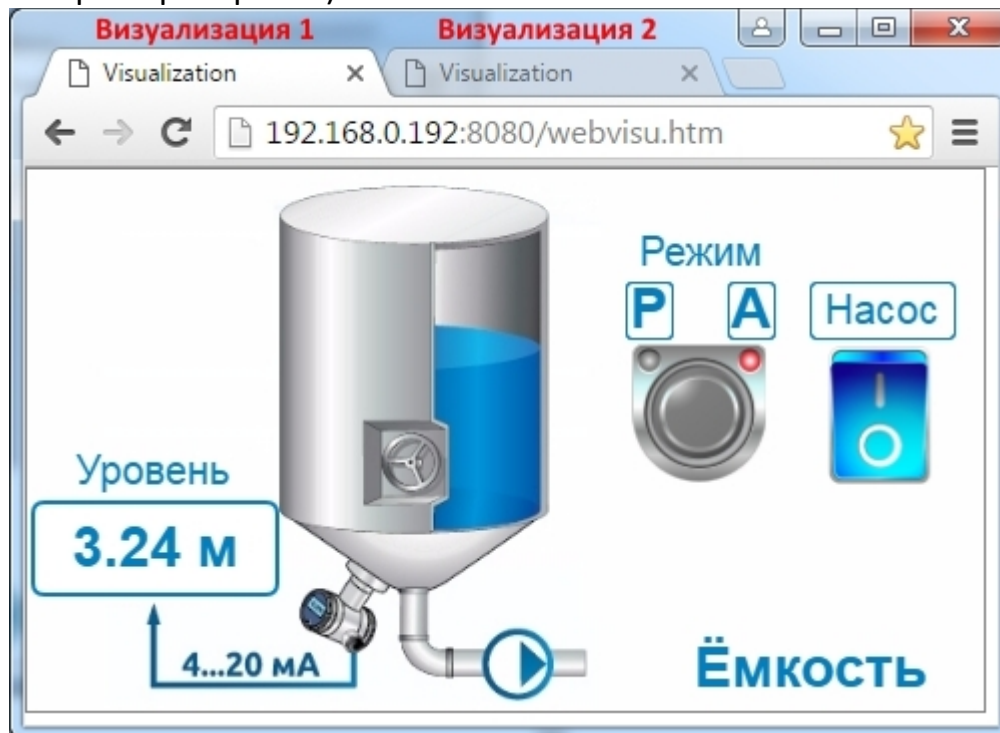 Визуализация 1 Визуализация 2
Visualization Visualization
192.168.0.192:8080/webvisu.htm
Режим
Р А Насос
Уровень
3.24 м
4...20 мА
Ёмкость